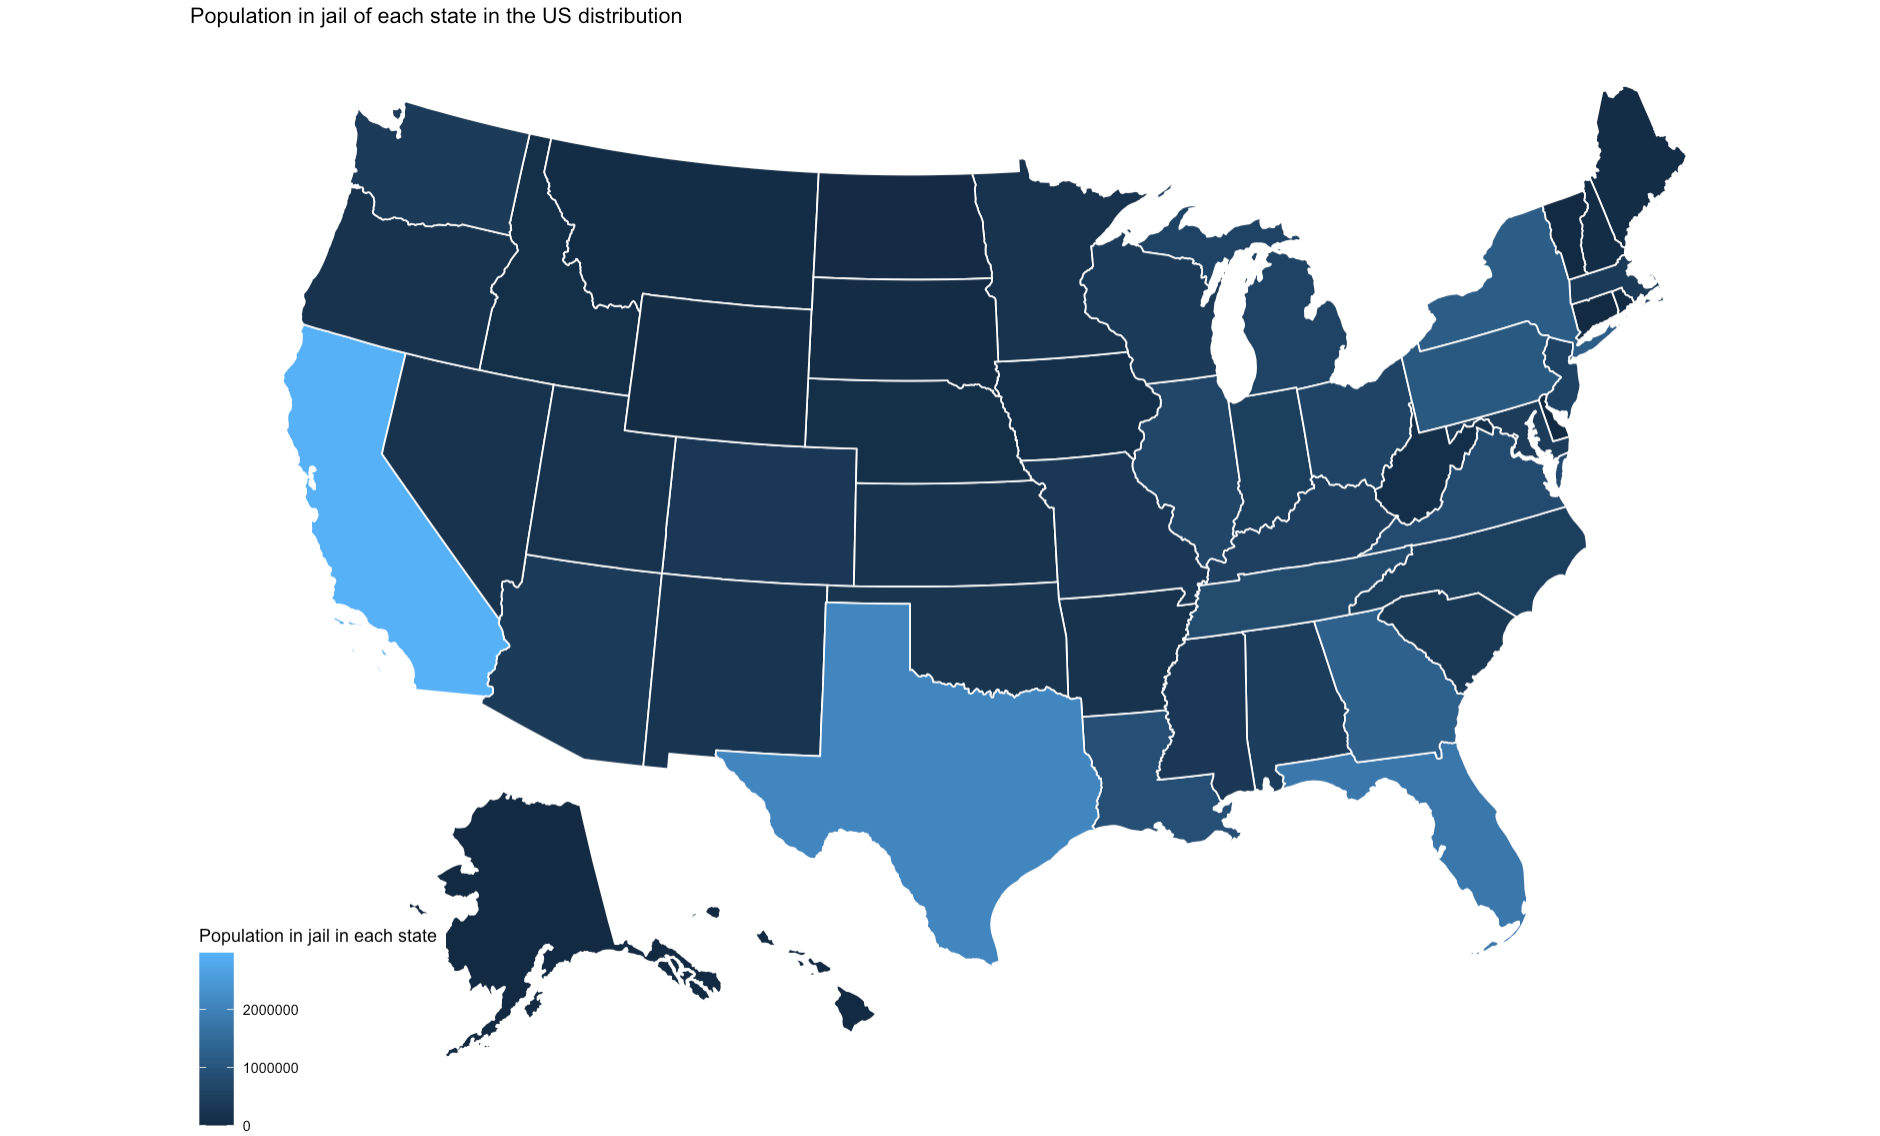 Population in jail of each state in the US distribution
Population in jail in each state
2000000
1000000
0